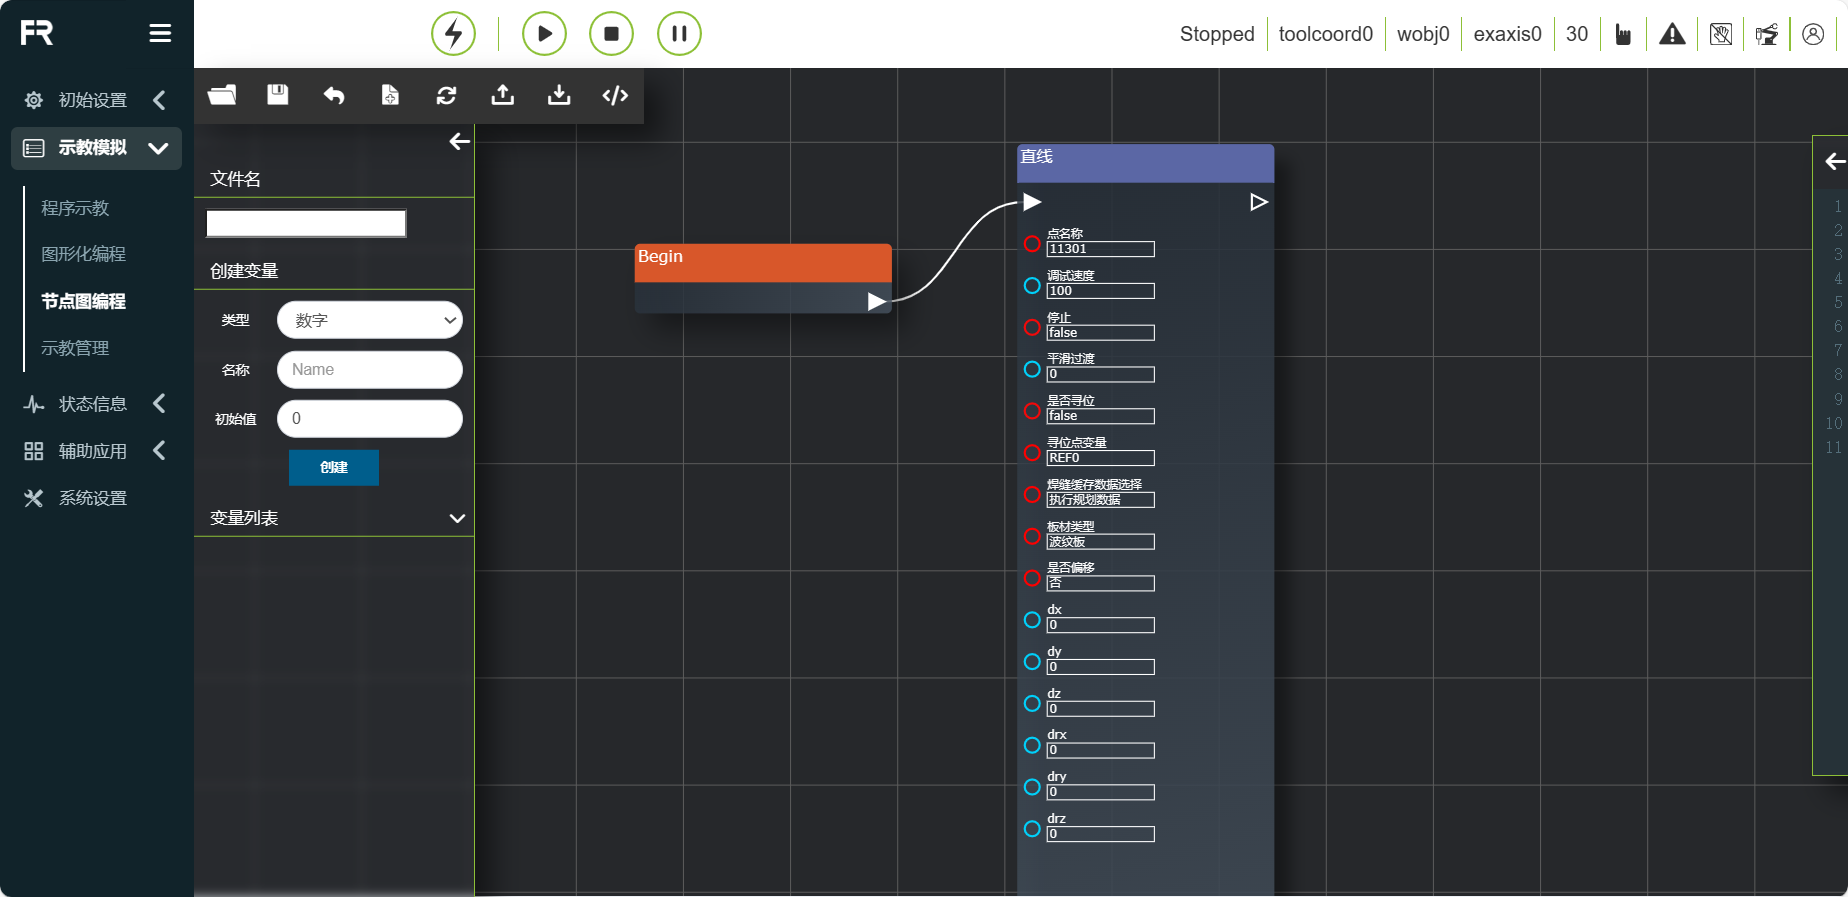 FR
Stopped
toolcoord0
wobj0
exaxis0
30
初始设置
示教模拟
程序示教
图形化编程
节点图编程
示教管理
状态信息
辅助应用
系统设置
文件名
创建变量
类型
数字
名称
Name
初始值
0
创建
变量列表
Begin
直线
点名称
11301
调试速度
100
停止
false
平滑过渡
0
是否寻位
false
寻位点变量
REF0
焊缝缓存数据选择
执行规划数据
板材类型
波纹板
是否偏移
否
dx
0
dy
0
dz
0
drx
0
dry
0
drz
0
1
2
3
4
5
6
7
8
9
10
11